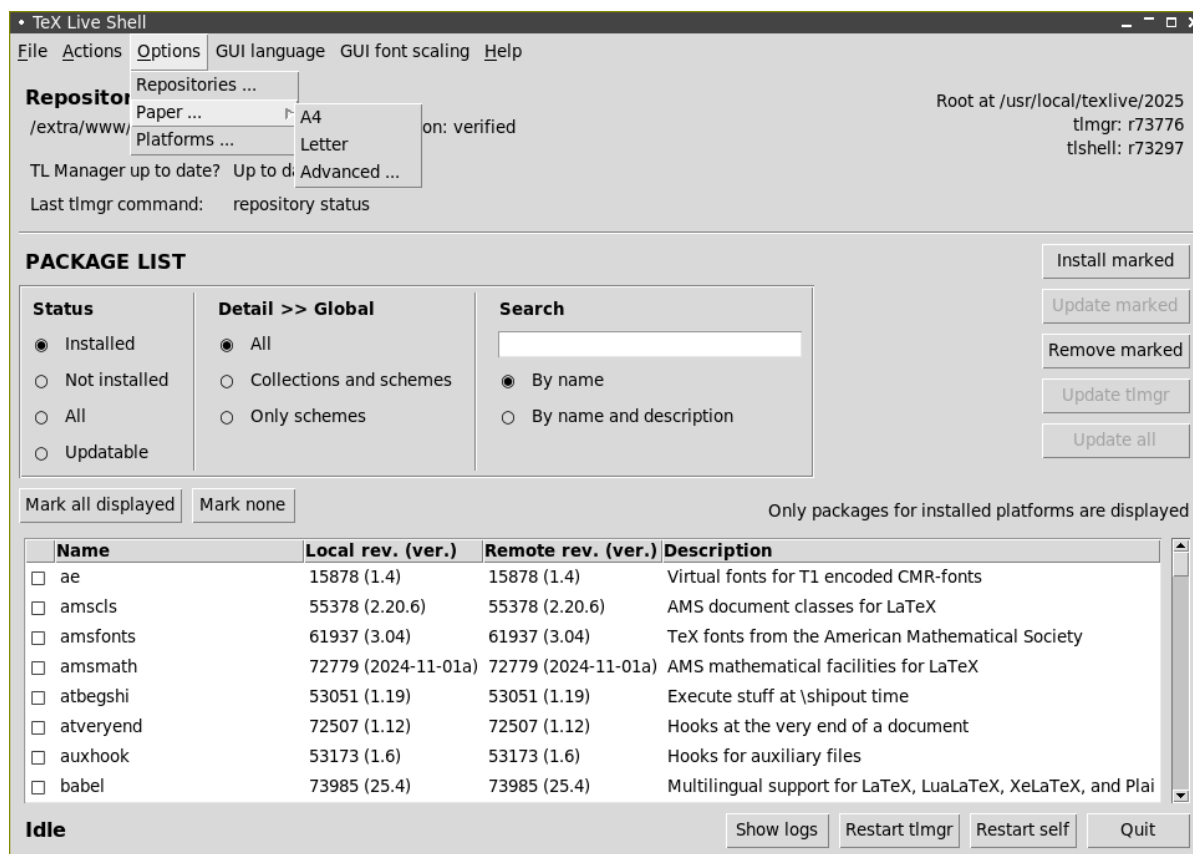 • TeX Live Shell
File Actions Options GUI language GUI font scaling Help
Repositories ...
Paper ...
Platforms ...
A4
Letter
Advanced ...
/extra/www/ on: verified
TL Manager up to date? Up to
Last tlmgr command: repository status
Root at /usr/local/texlive/2025
tlmgr: r73776
tlshell: r73297
PACKAGE LIST
Status
Installed
Not installed
All
Updatable
Detail >> Global
All
Collections and schemes
Only schemes
Search
By name
By name and description
Install marked
Update marked
Remove marked
Update tlmgr
Update all
Mark all displayed Mark none
Only packages for installed platforms are displayed
Name Local rev. (ver.) Remote rev. (ver.) Description
ae 15878 (1.4) 15878 (1.4) Virtual fonts for T1 encoded CMR-fonts
amscls 55378 (2.20.6) 55378 (2.20.6) AMS document classes for LaTeX
amsfonts 61937 (3.04) 61937 (3.04) TeX fonts from the American Mathematical Society
amsmath 72779 (2024-11-01a) 72779 (2024-11-01a) AMS mathematical facilities for LaTeX
atbegshi 53051 (1.19) 53051 (1.19) Execute stuff at \shipout time
atveryend 72507 (1.12) 72507 (1.12) Hooks at the very end of a document
auxhook 53173 (1.6) 53173 (1.6) Hooks for auxiliary files
babel 73985 (25.4) 73985 (25.4) Multilingual support for LaTeX, LuaLaTeX, XeLaTeX, and Plai
Idle
Show logs Restart tlmgr Restart self Quit